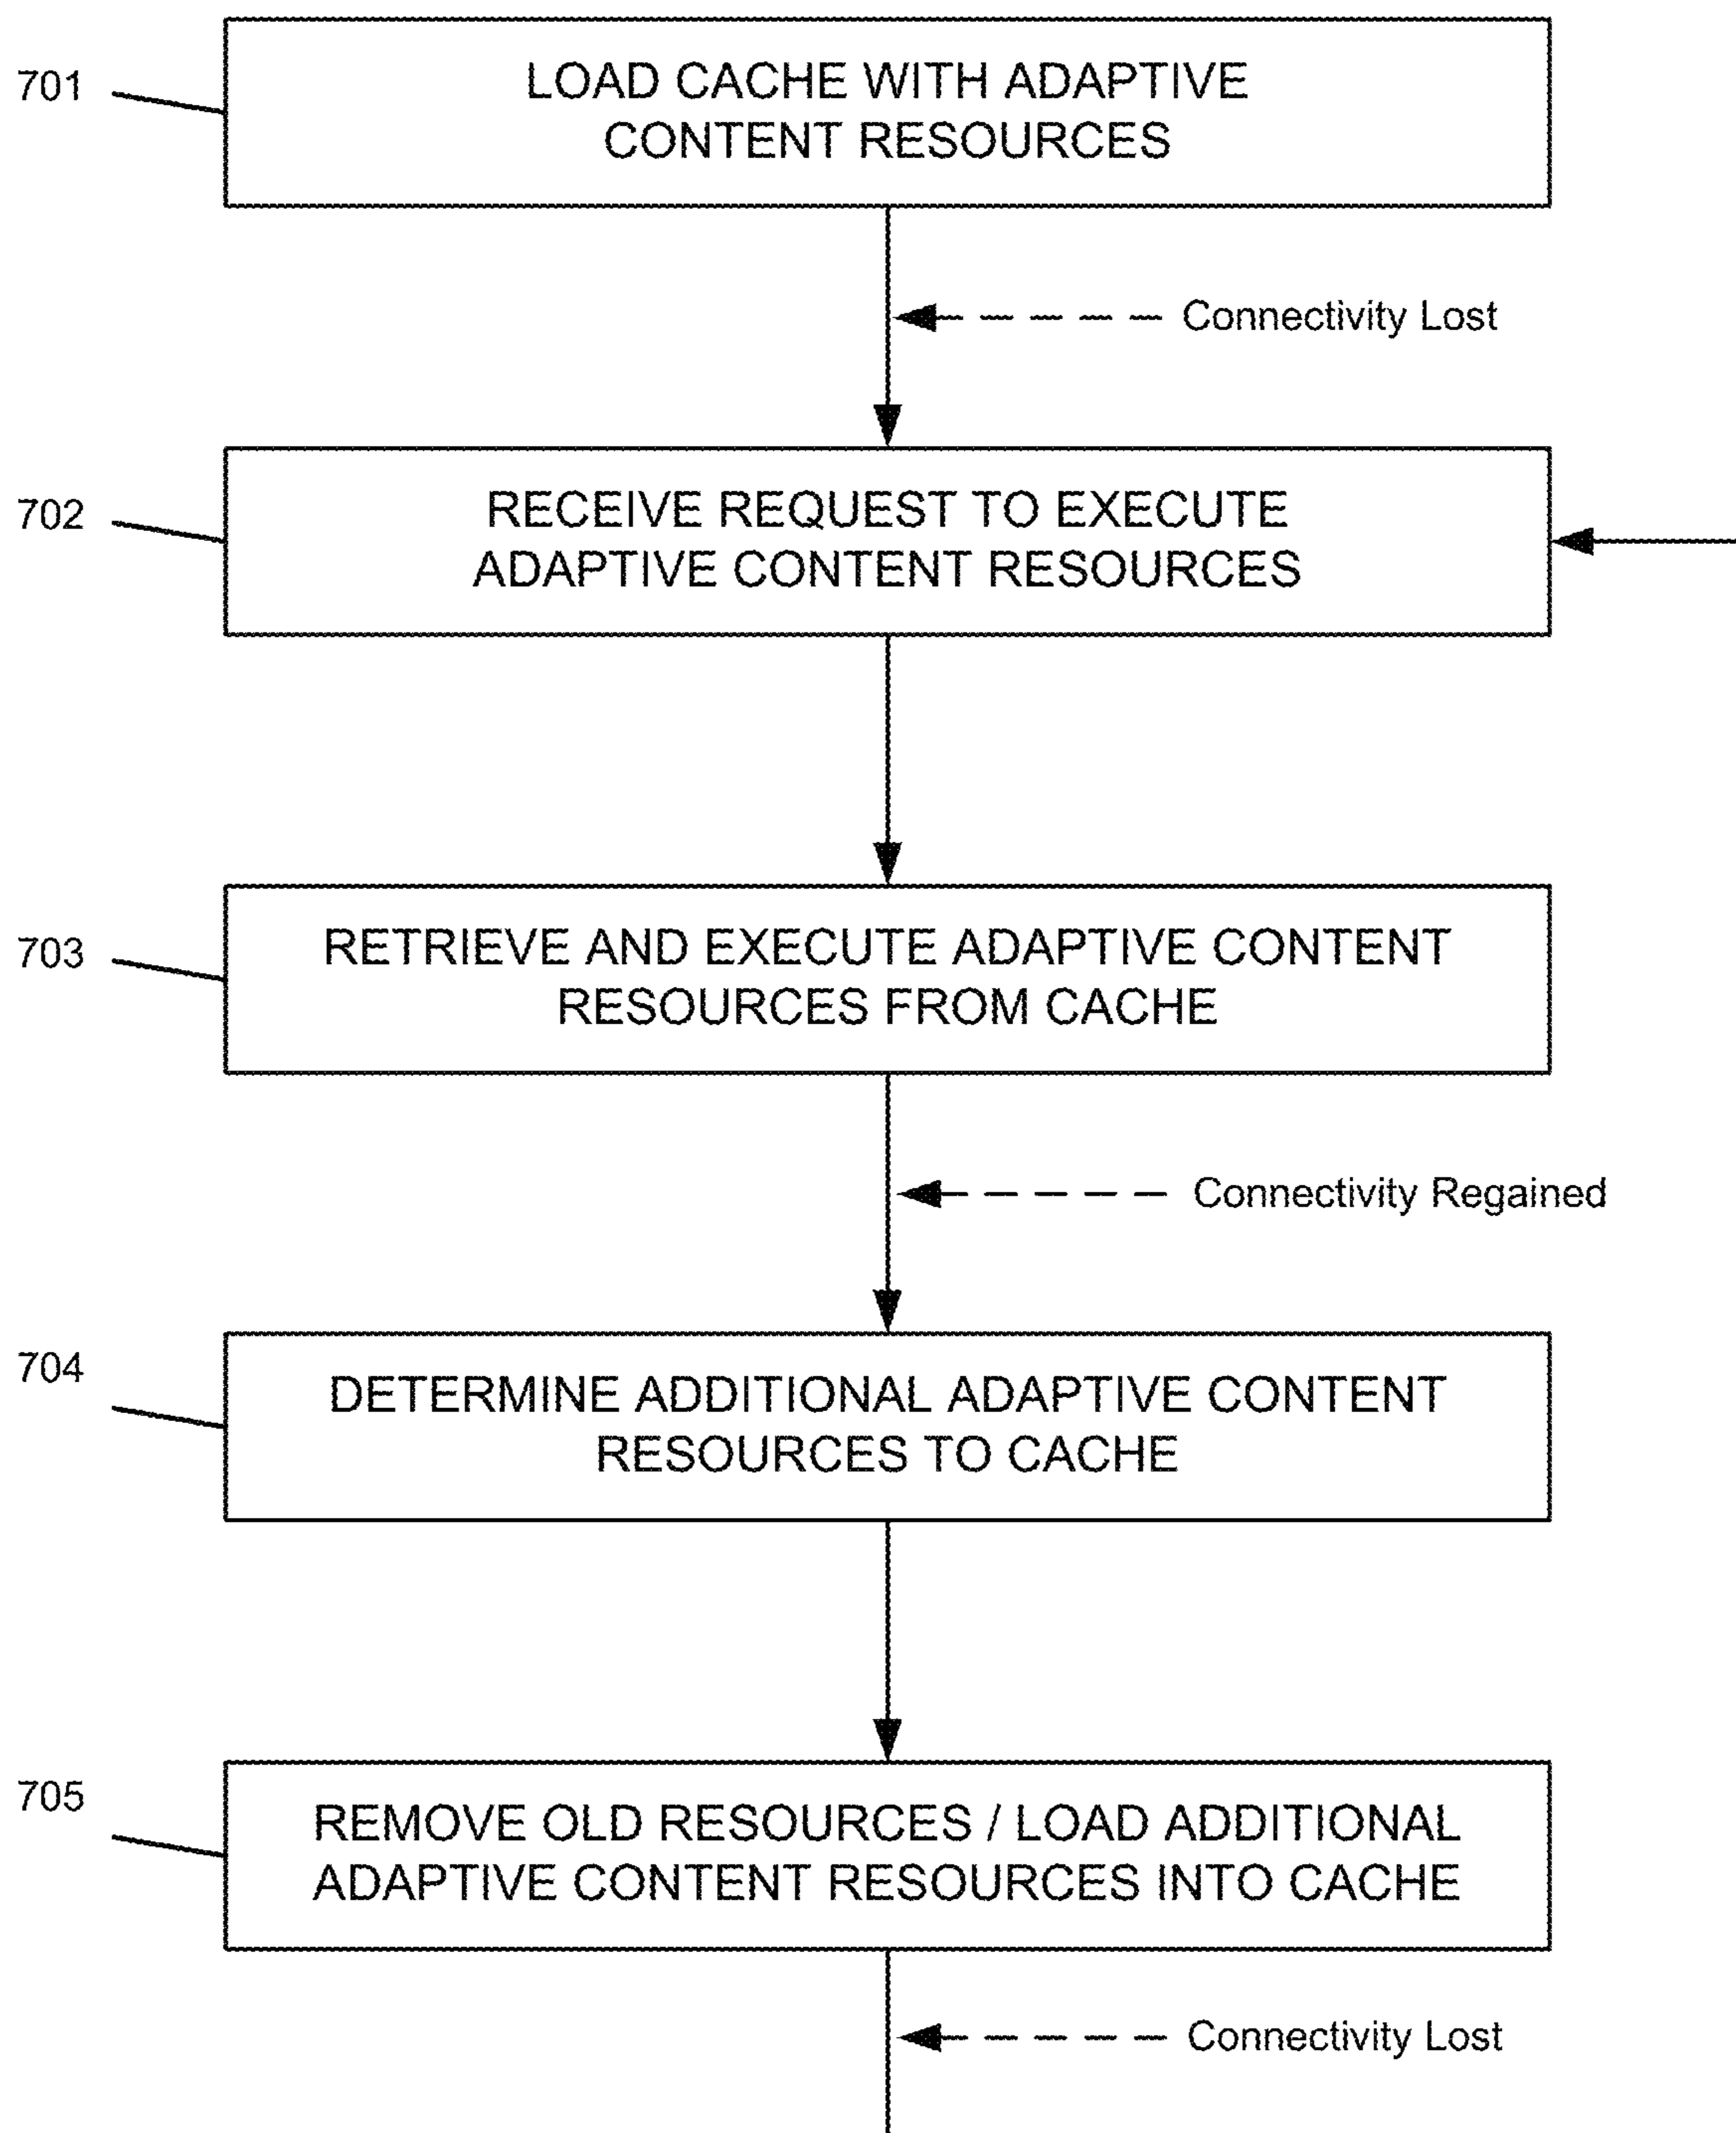 701
LOAD CACHE WITH ADAPTIVE
CONTENT RESOURCES
Connectivity Lost
702
RECEIVE REQUEST TO EXECUTE
ADAPTIVE CONTENT RESOURCES
703
RETRIEVE AND EXECUTE ADAPTIVE CONTENT
RESOURCES FROM CACHE
Connectivity Regained
704
DETERMINE ADDITIONAL ADAPTIVE CONTENT
RESOURCES TO CACHE
705
REMOVE OLD RESOURCES / LOAD ADDITIONAL
ADAPTIVE CONTENT RESOURCES INTO CACHE
Connectivity Lost